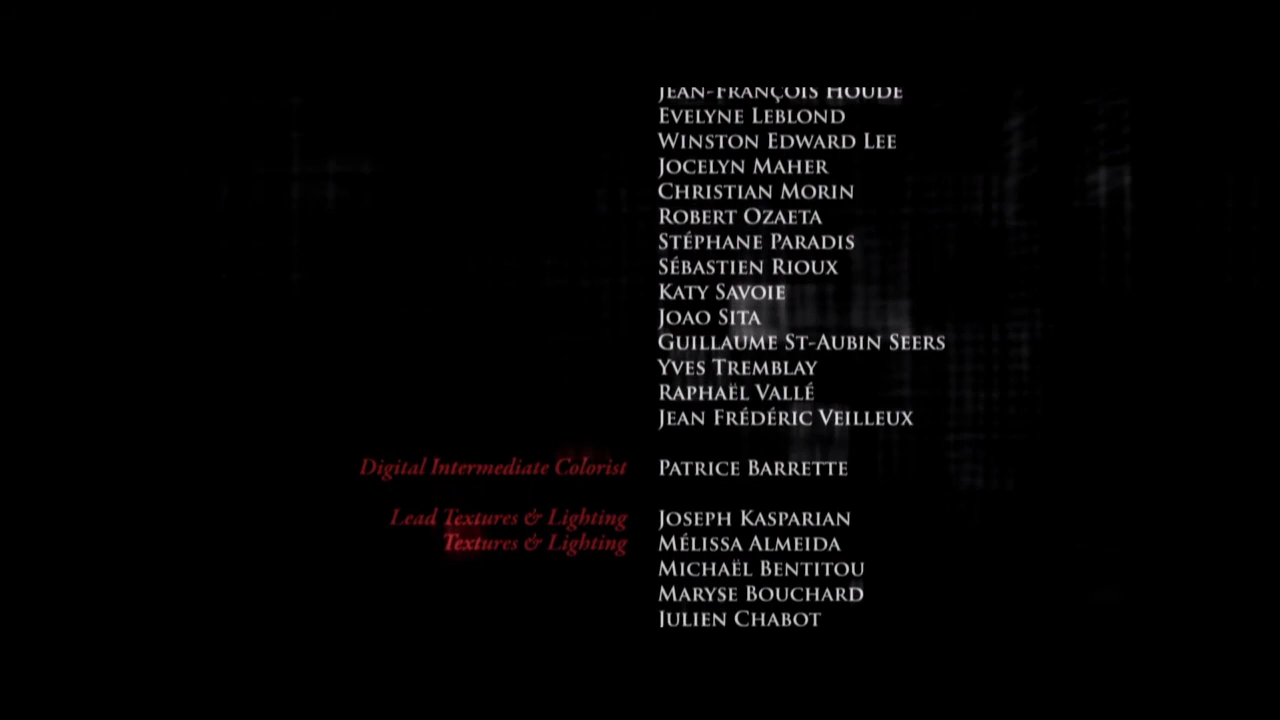 JEAN-FRANÇOIS HOUDE
EVELYNE LEBLOND
WINSTON EDWARD LEE
JOCELYN MAHER
CHRISTIAN MORIN
ROBERT OZAETA
STÉPHANE PARADIS
SÉBASTIEN RIOUX
KATY SAVOIE
JOAO SITA
GUILLAUME ST-AUBIN SEERS
YVES TREMBLAY
RAPHAËL VALLÉ
JEAN FRÉDÉRIC VEILLEUX
Digital Intermediate Colorist PATRICE BARRETTE
Lead Textures & Lighting JOSEPH KASPARIAN
Textures & Lighting MÉLISSA ALMEIDA
MICHAËL BENTITOU
MARYSE BOUCHARD
JULIEN CHABOT